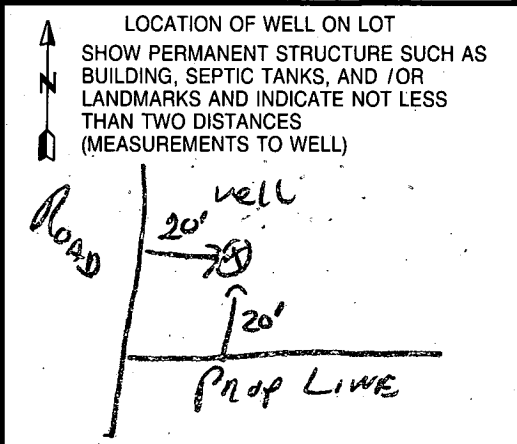 LOCATION OF WELL ON LOT
SHOW PERMANENT STRUCTURE SUCH AS
BUILDING, SEPTIC TANKS, AND /OR
LANDMARKS AND INDICATE NOT LESS
THAN TWO DISTANCES
(MEASUREMENTS TO WELL)
N
well
ROAD
20'
20'
PROP LINE